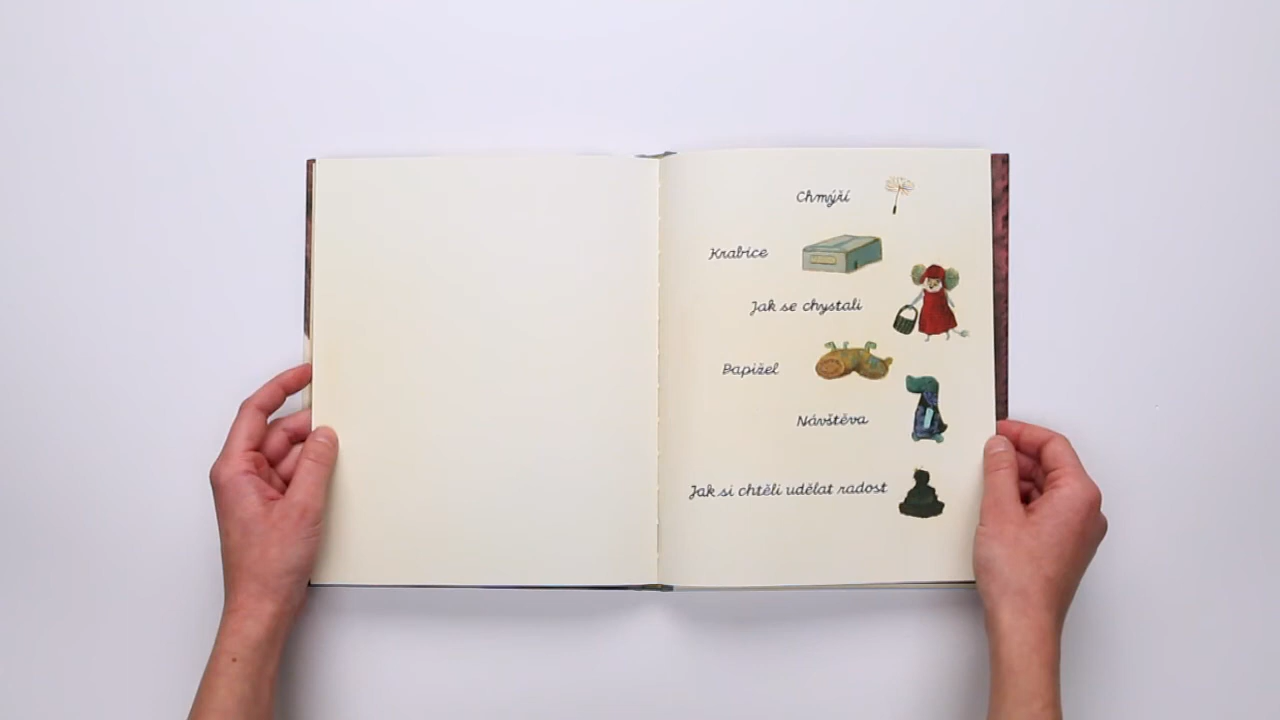 Chmýří
Krabice
Jak se chystali
Papížel
Návštěva
Jak si chtěli udělat radost